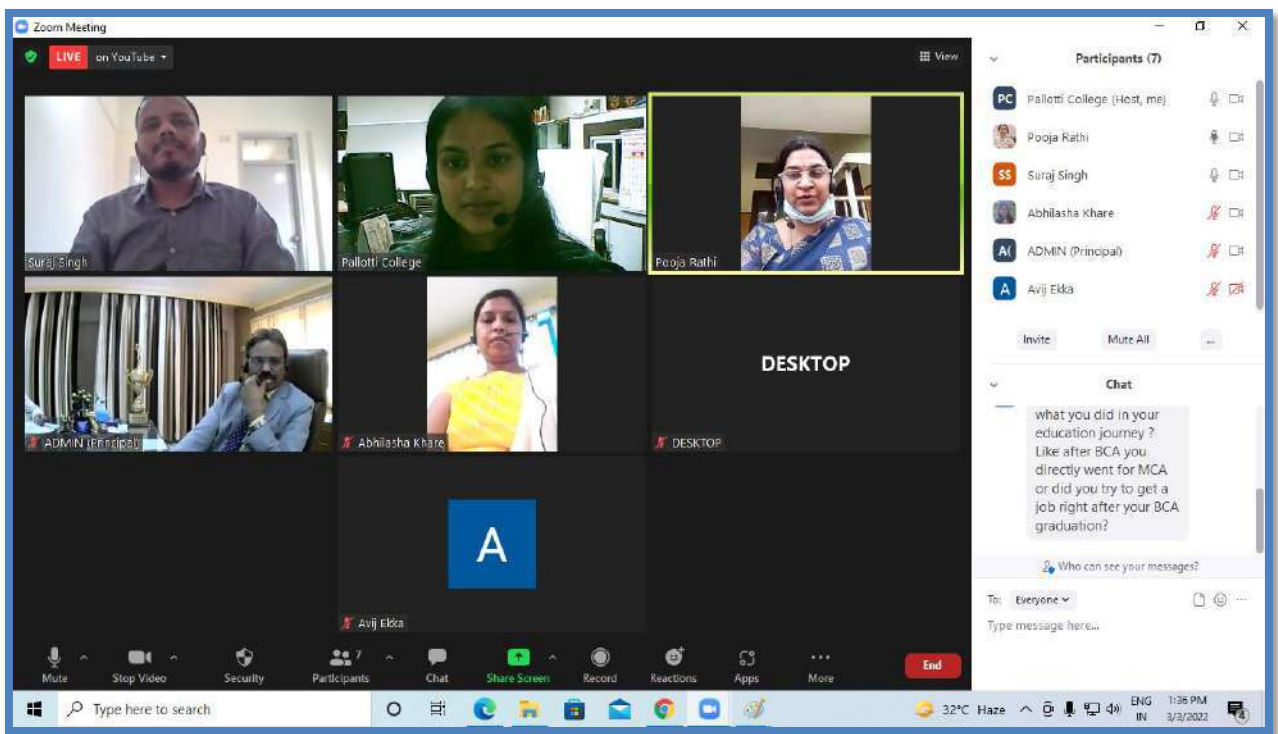 Zoom Meeting
LIVE on YouTube
View
Suraj Singh
Pallotti College
Pooja Rathi
ADMIN (Principal)
Abhilasha Khare
DESKTOP
DESKTOP
A
Avij Ekka
Participants (7)
PC Pallotti College (Host, me)
Pooja Rathi
SS Suraj Singh
Abhilasha Khare
A( ADMIN (Principal)
A Avij Ekka
Invite Mute All ...
Chat
what you did in your
education journey ?
Like after BCA you
directly went for MCA
or did you try to get a
job right after your BCA
graduation?
Who can see your messages?
To: Everyone
Type message here...
Mute Stop Video Security Participants 7 Chat Share Screen Record Reactions Apps More End
Type here to search
32°C Haze
ENG
IN
1:36 PM
3/3/2022
4